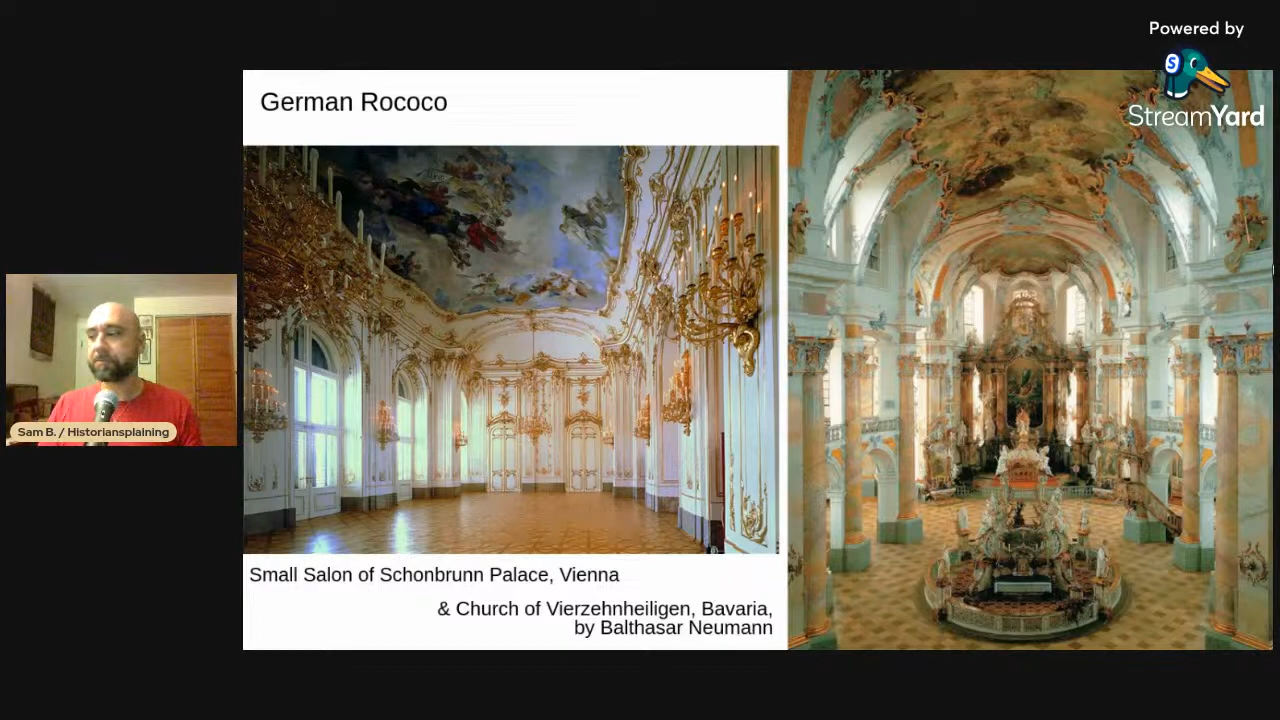 Powered by
StreamYard
German Rococo
Sam B. / Historiansplaining
Small Salon of Schonbrunn Palace, Vienna
& Church of Vierzehnheiligen, Bavaria,
by Balthasar Neumann